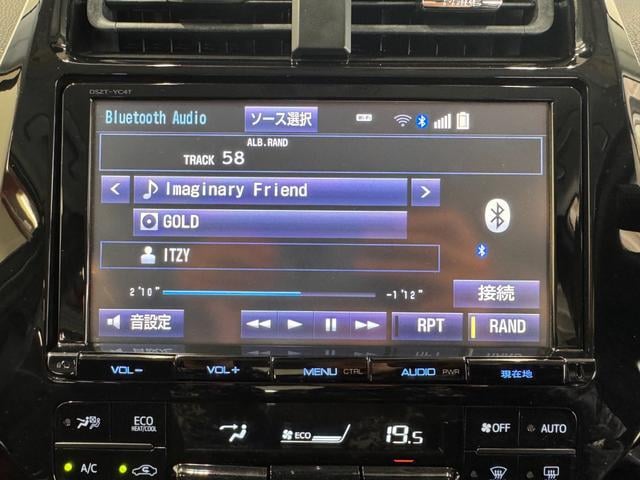 DSZT-YC4T
Bluetooth Audio ソース選択 Wi-Fi
ALB.RAND
TRACK 58
< Imaginary Friend >
GOLD
ITZY
2'10" -1'12" 接続
音設定 RPT RAND
VOL- VOL+ MENU CTRL AUDIO PWR 現在地
ECO HEAT/COOL ECO 19.5 OFF AUTO
A/C